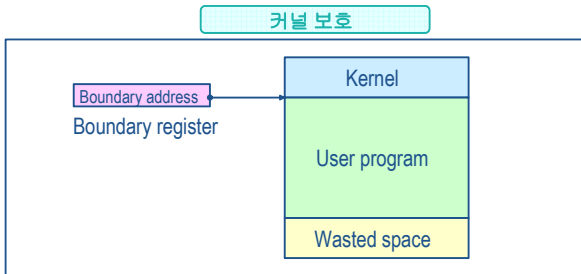 커널 보호
Kernel
Boundary address
Boundary register
User program
Wasted space